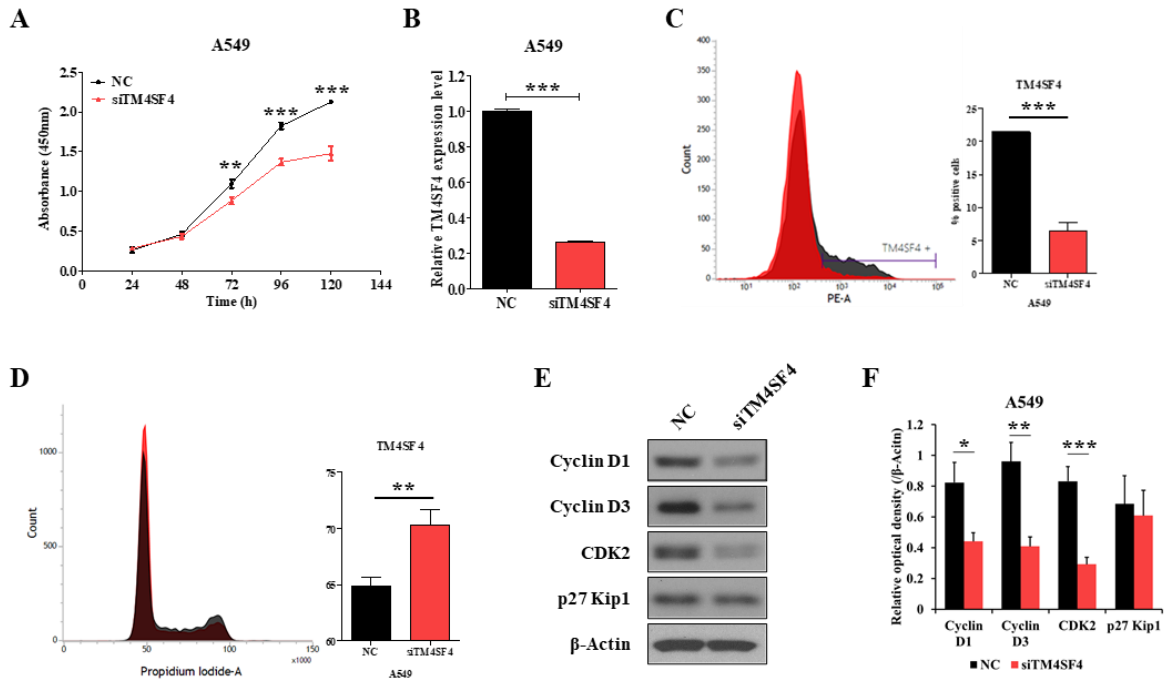 A
A549
NC
siTM4SF4
Absorbance (450nm)
2.5
2.0
1.5
1.0
0.5
0.0
**
***
***
0 24 48 72 96 120 144
Time (h)
B
A549
Relative TM4SF4 expression level
1.2
1.0
0.8
0.6
0.4
0.2
0.0
***
NC siTM4SF4
C
Count
400
350
300
250
200
150
100
50
0
TM4SF4 +
10¹ 10² 10³ 10⁴ 10⁵
PE-A
TM4SF4
% positive cells
25
20
15
10
5
0
***
NC siTM4SF4
A549
D
Count
1000
500
0
0 50 100 150
x1000
Propidium Iodide-A
TM4SF4
75
70
65
60
**
NC siTM4SF4
A549
E
NC siTM4SF4
Cyclin D1
Cyclin D3
CDK2
p27 Kip1
β-Actin
F
A549
Relative optical density (/β-Acitn)
1.2
1
0.8
0.6
0.4
0.2
0
*
**
***
Cyclin D1
Cyclin D3
CDK2
p27 Kip1
NC siTM4SF4